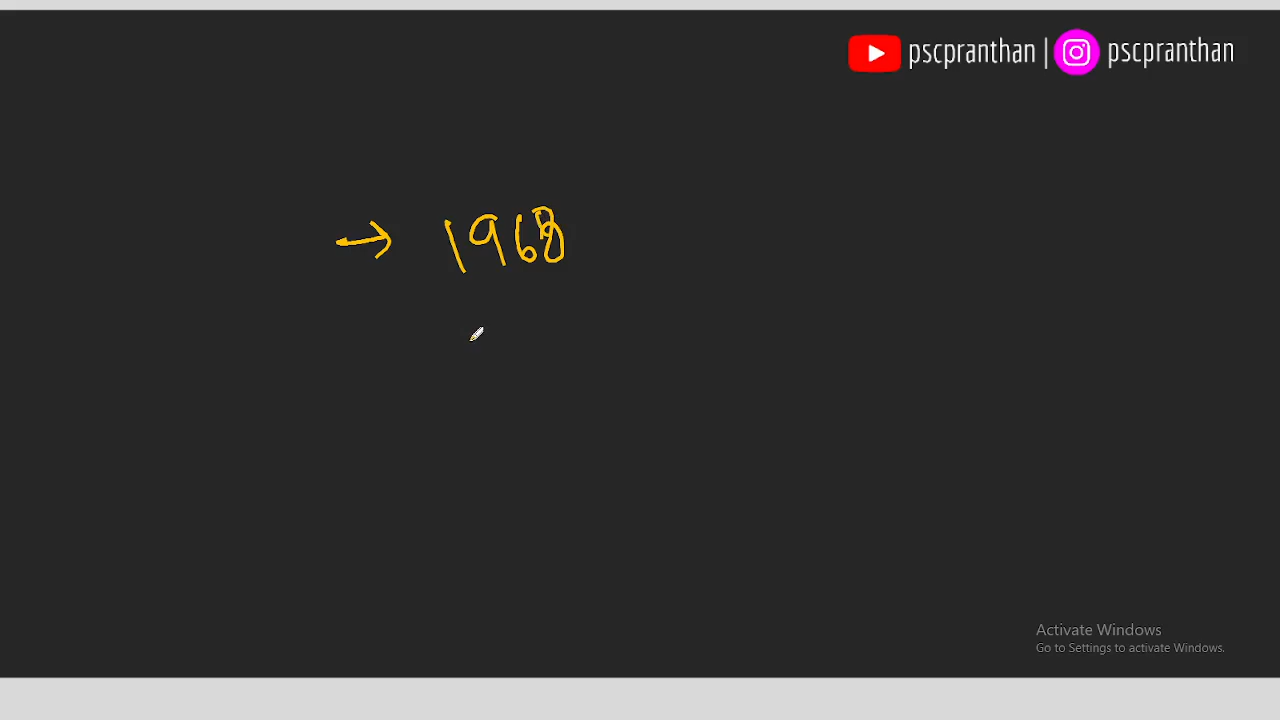 pscpranthan | pscpranthan
→ 1968
Activate Windows
Go to Settings to activate Windows.